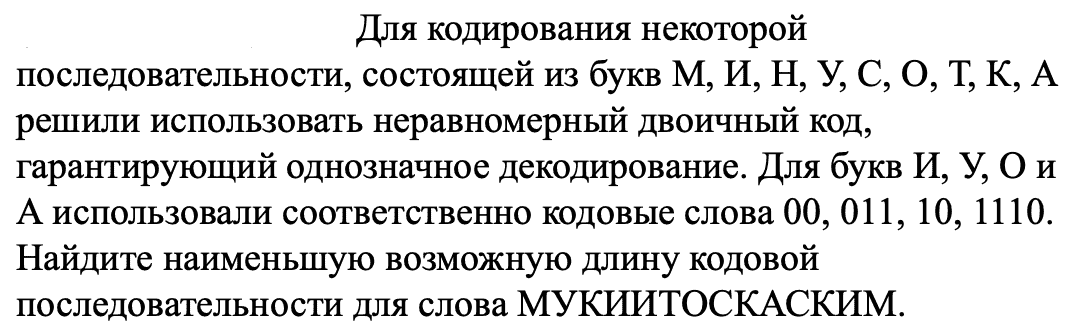 Для кодирования некоторой
последовательности, состоящей из букв М, И, Н, У, С, О, Т, К, А
решили использовать неравномерный двоичный код,
гарантирующий однозначное декодирование. Для букв И, У, О и
А использовали соответственно кодовые слова 00, 011, 10, 1110.
Найдите наименьшую возможную длину кодовой
последовательности для слова МУКИИТОСКАСКИМ.